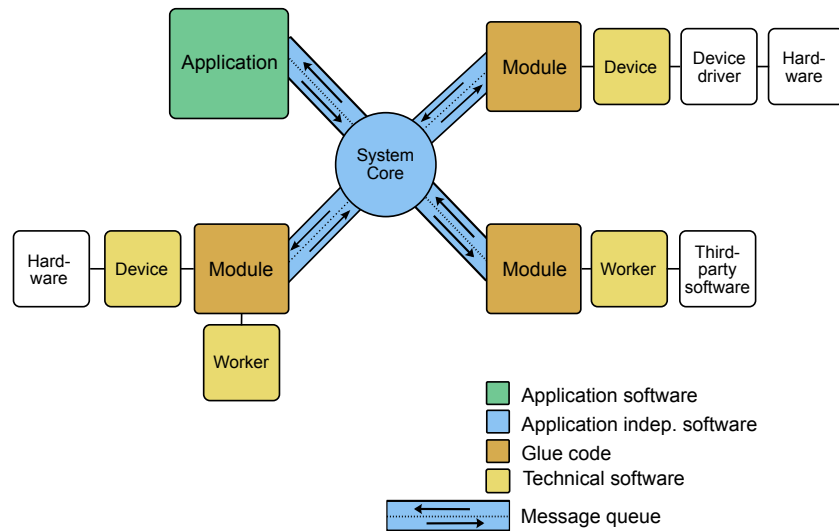 Application
Module
Device
Device
driver
Hard-
ware
System
Core
Hard-
ware
Device
Module
Worker
Module
Worker
Third-
party
software
Application software
Application indep. software
Glue code
Technical software
Message queue